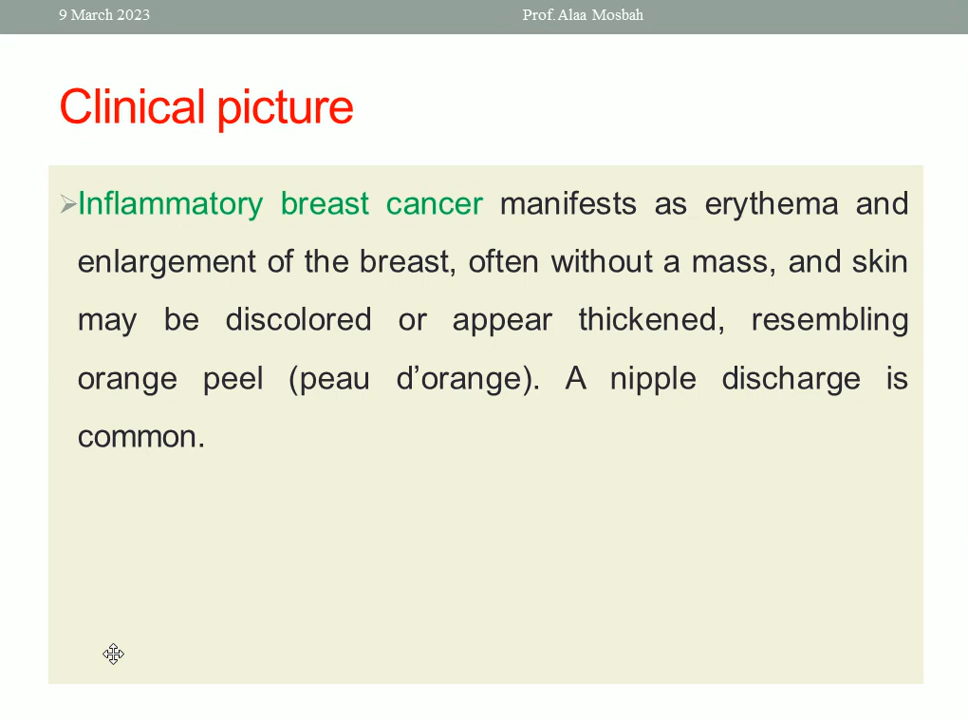 9 March 2023 Prof. Alaa Mosbah
Clinical picture
➢Inflammatory breast cancer manifests as erythema and
enlargement of the breast, often without a mass, and skin
may be discolored or appear thickened, resembling
orange peel (peau d’orange). A nipple discharge is
common.